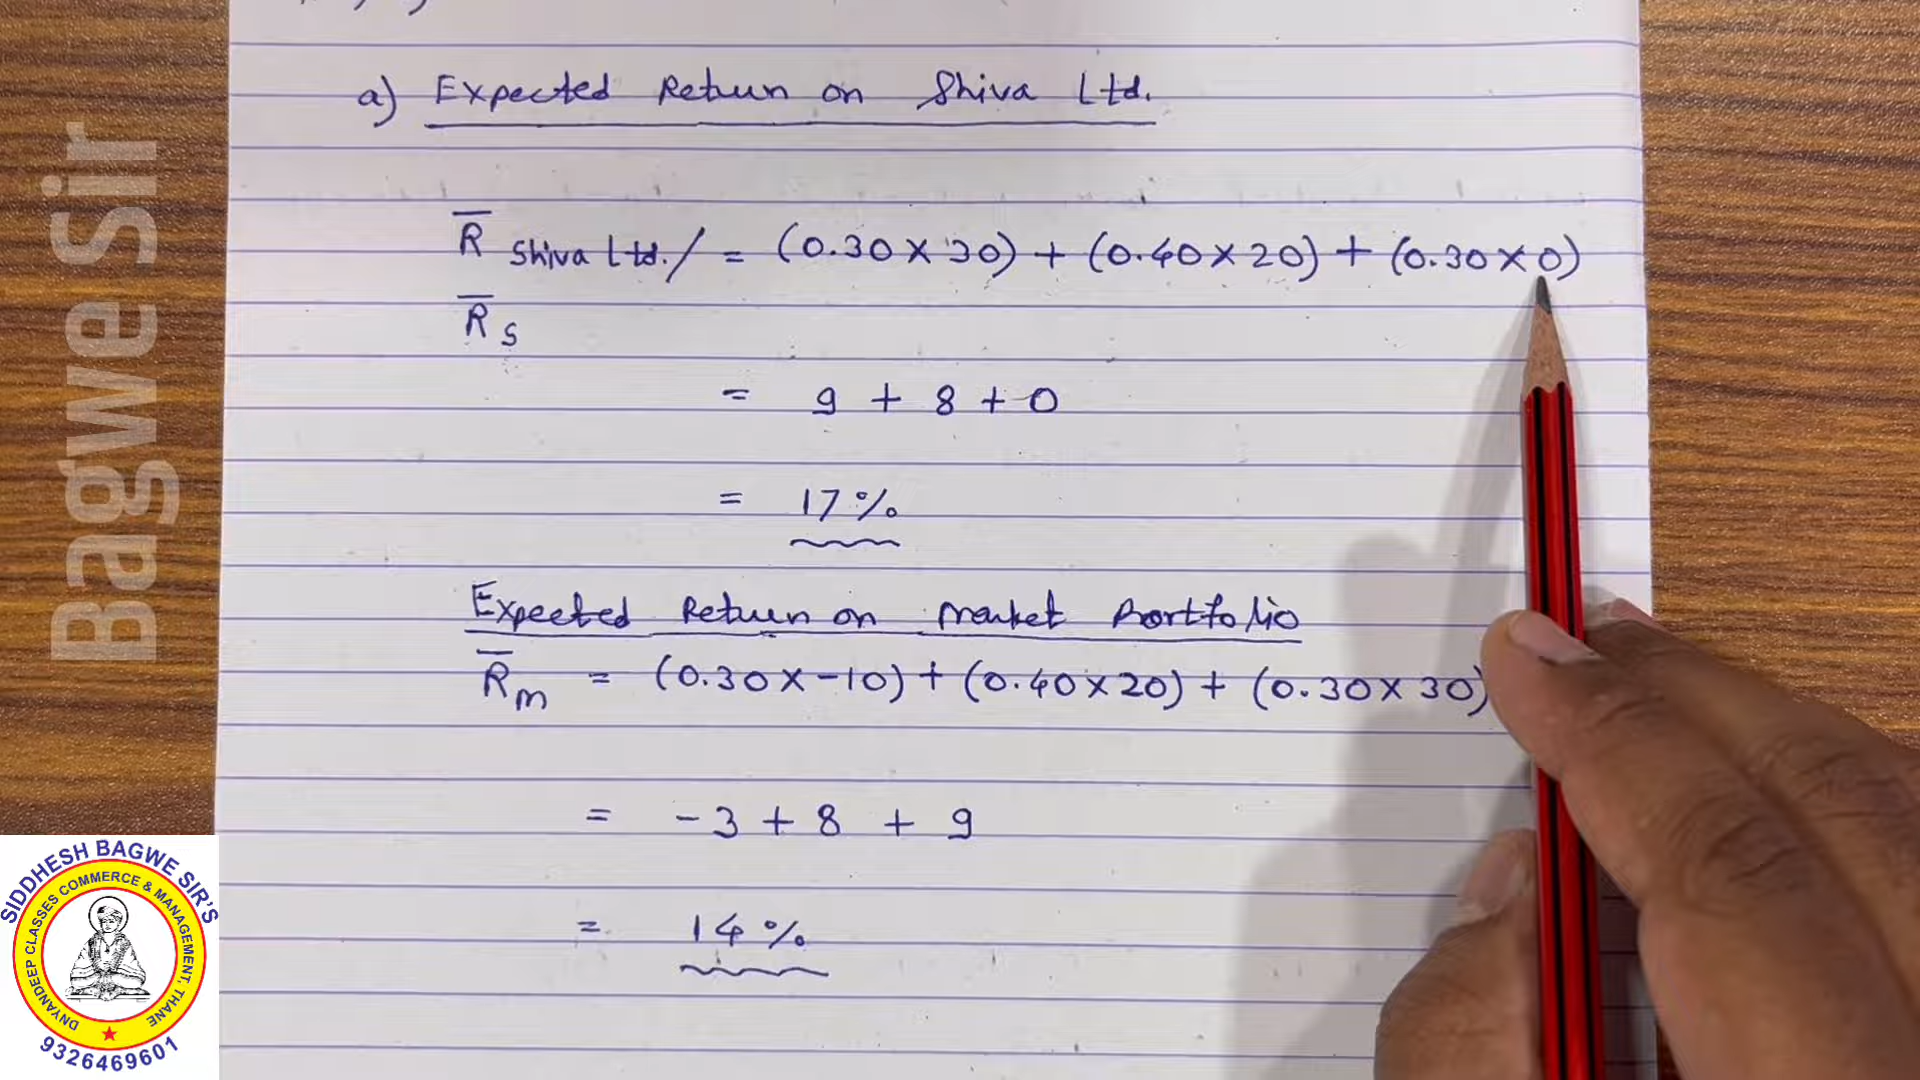 a) Expected Return on Shiva Ltd.
R̅ Shiva Ltd. / = (0.30 × 30) + (0.40 × 20) + (0.30 × 0)
R̅ s
= 9 + 8 + 0
= 17%
Expected Return on Market Portfolio
R̅ m = (0.30 × -10) + (0.40 × 20) + (0.30 × 30)
= -3 + 8 + 9
= 14%
Bagwe Sir
SIDDHESH BAGWE SIR'S
DNYANDEEP CLASSES COMMERCE & MANAGEMENT, THANE
9326469601